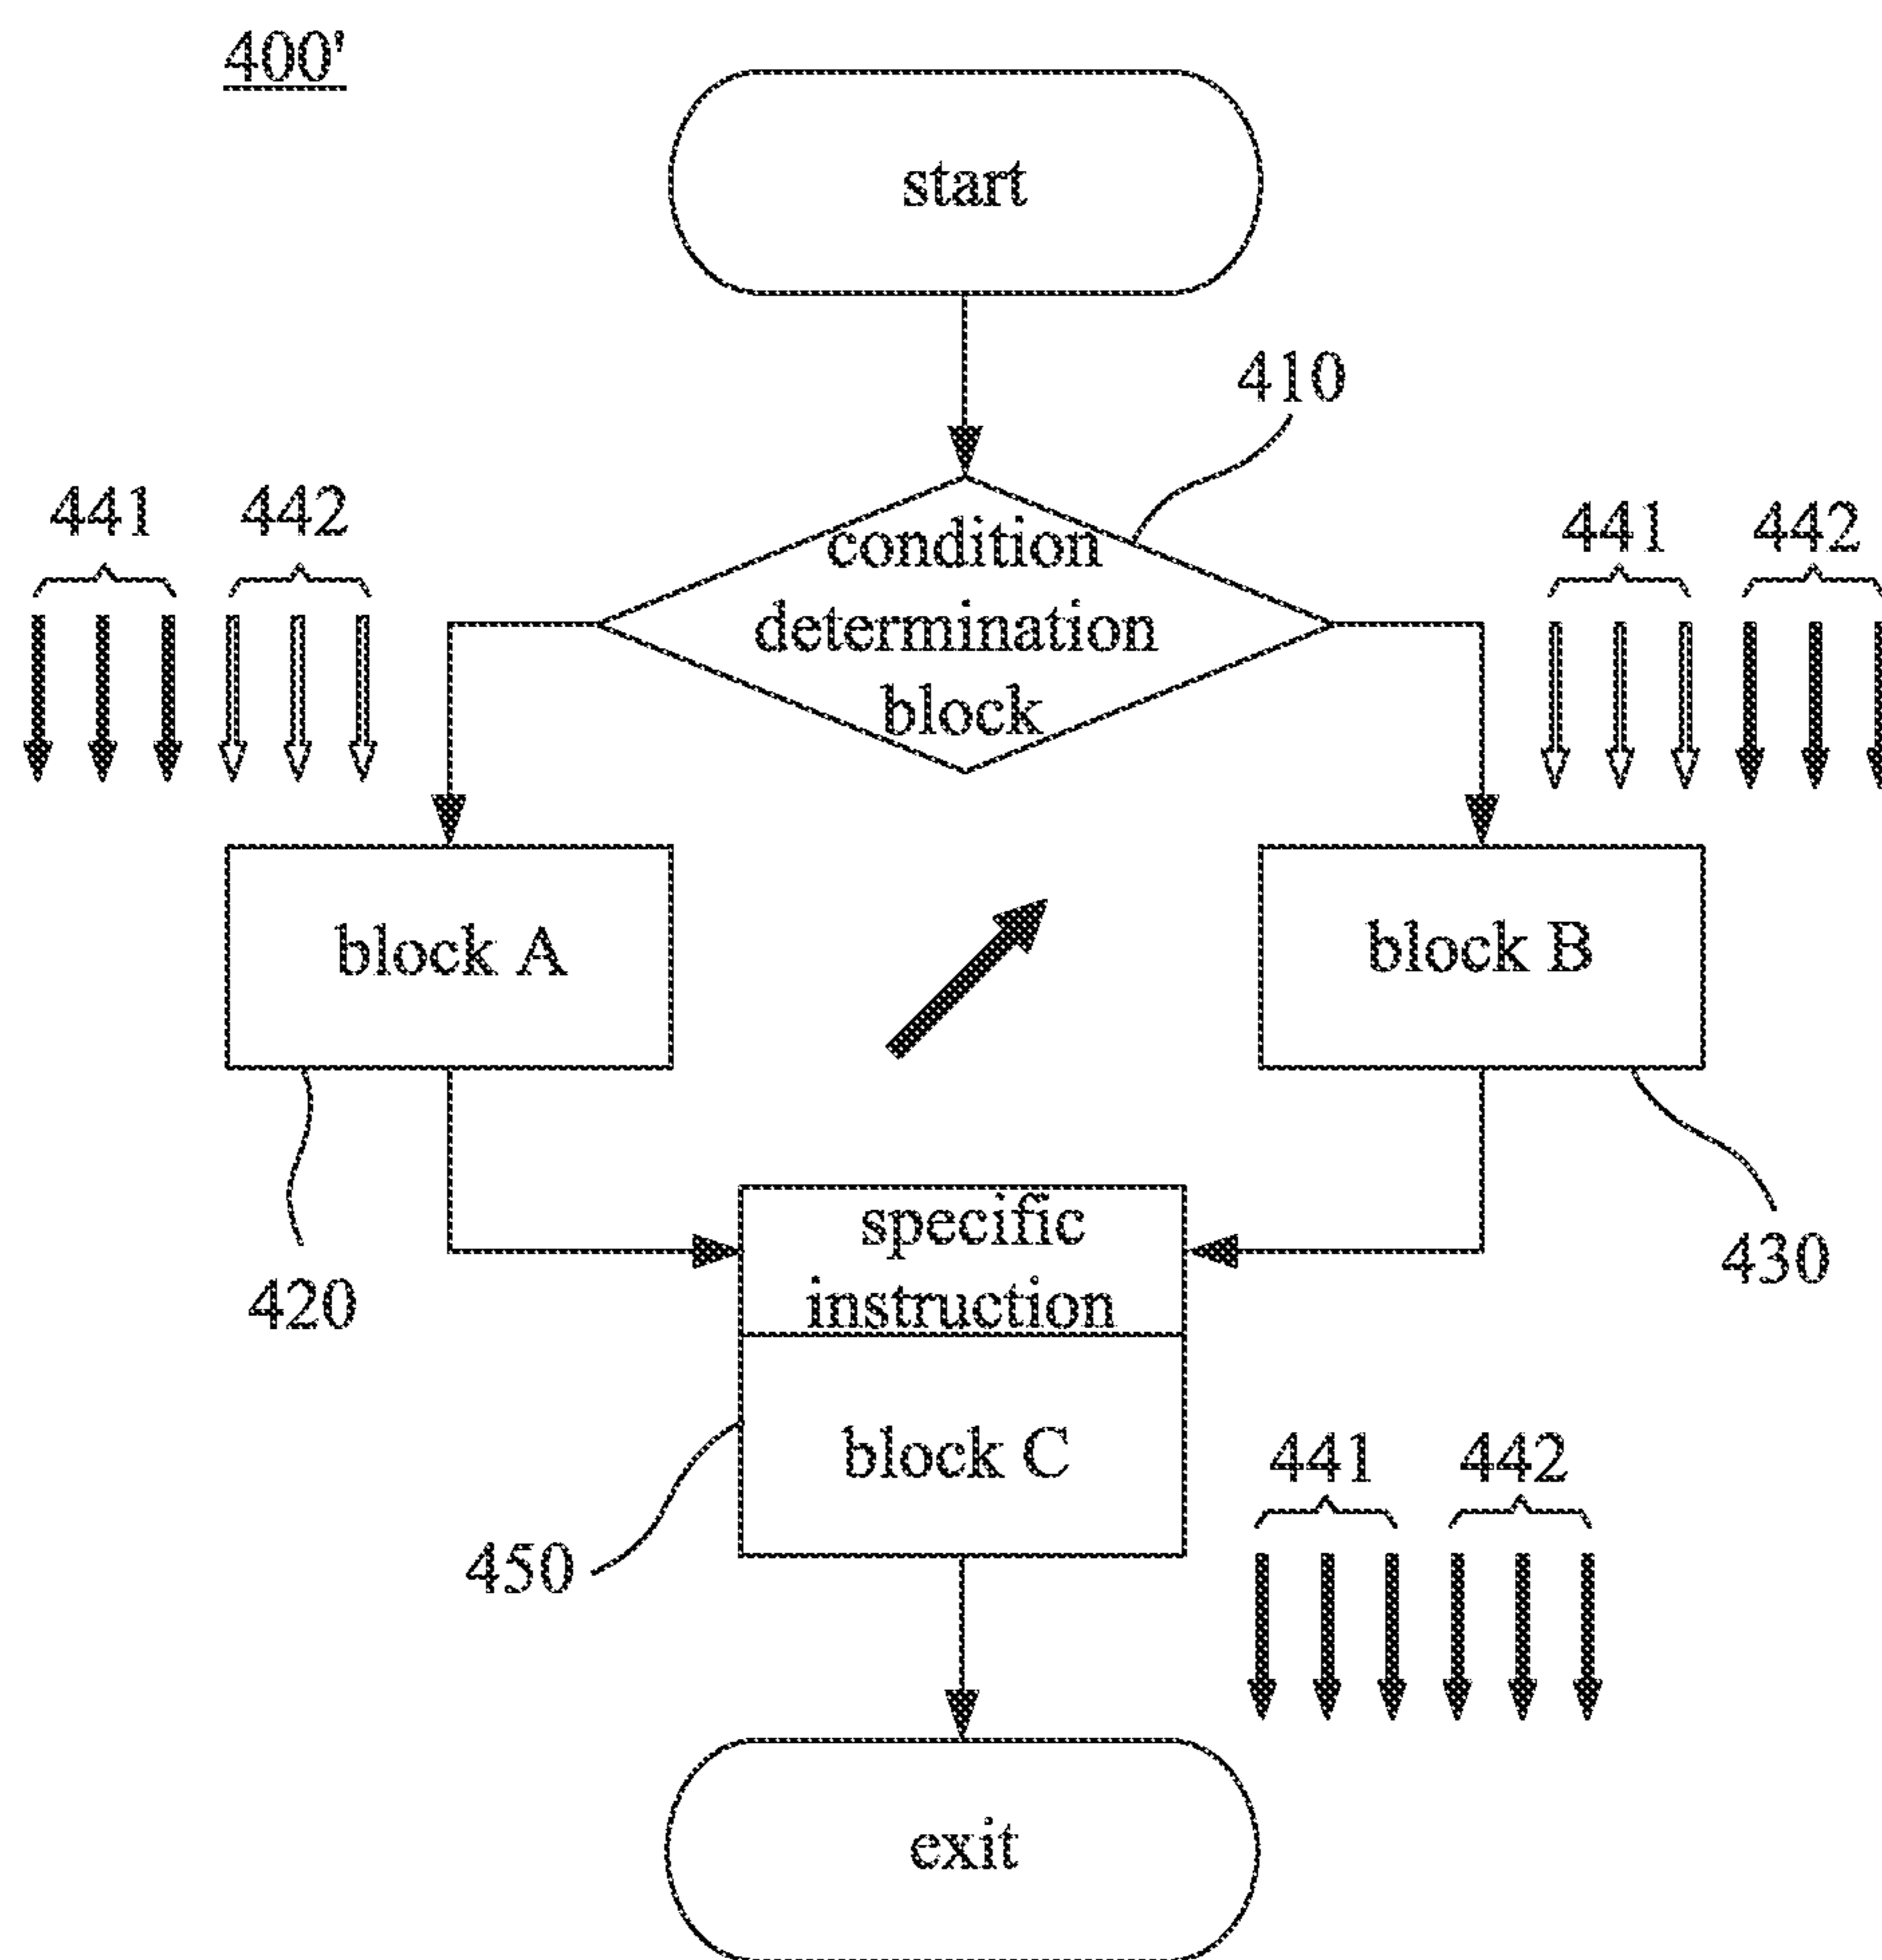 400'
start
410
441 442
condition
determination
block
441 442
block A
block B
420
specific
instruction
430
block C
450
441 442
exit